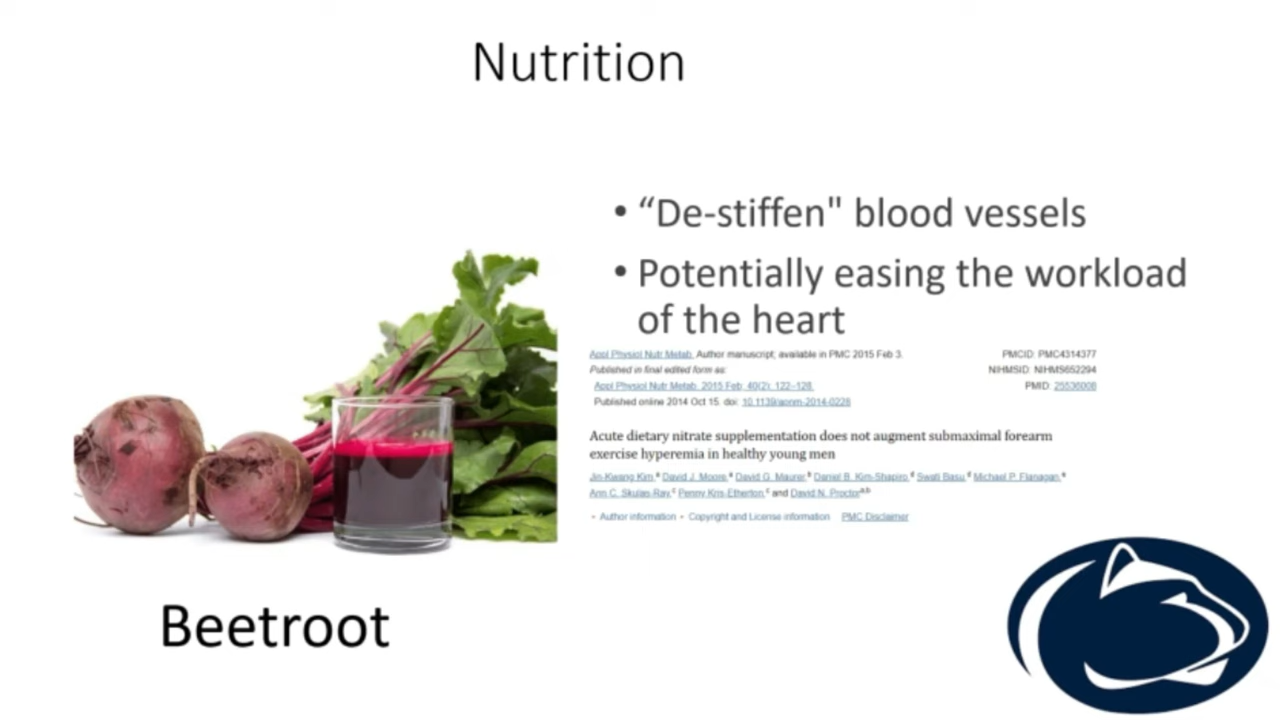 Nutrition
• “De-stiffen" blood vessels
• Potentially easing the workload
of the heart
Appl Physiol Nutr Metab. Author manuscript; available in PMC 2015 Feb 3.
Published in final edited form as:
Appl Physiol Nutr Metab. 2015 Feb; 40(2): 122–128.
Published online 2014 Oct 15. doi: 10.1139/apnm-2014-0228
PMCID: PMC4314377
NIHMSID: NIHMS652294
PMID: 25536008
Acute dietary nitrate supplementation does not augment submaximal forearm
exercise hyperemia in healthy young men
Jin-Kwang Kim,a David J. Moore,a David G. Maurer,b Daniel B. Kim-Shapiro,d Swati Basu,d Michael P. Flanagan,e
Ann C. Skulas-Ray,c Penny Kris-Etherton,c and David N. Proctora,b
Author information Copyright and License information PMC Disclaimer
Beetroot